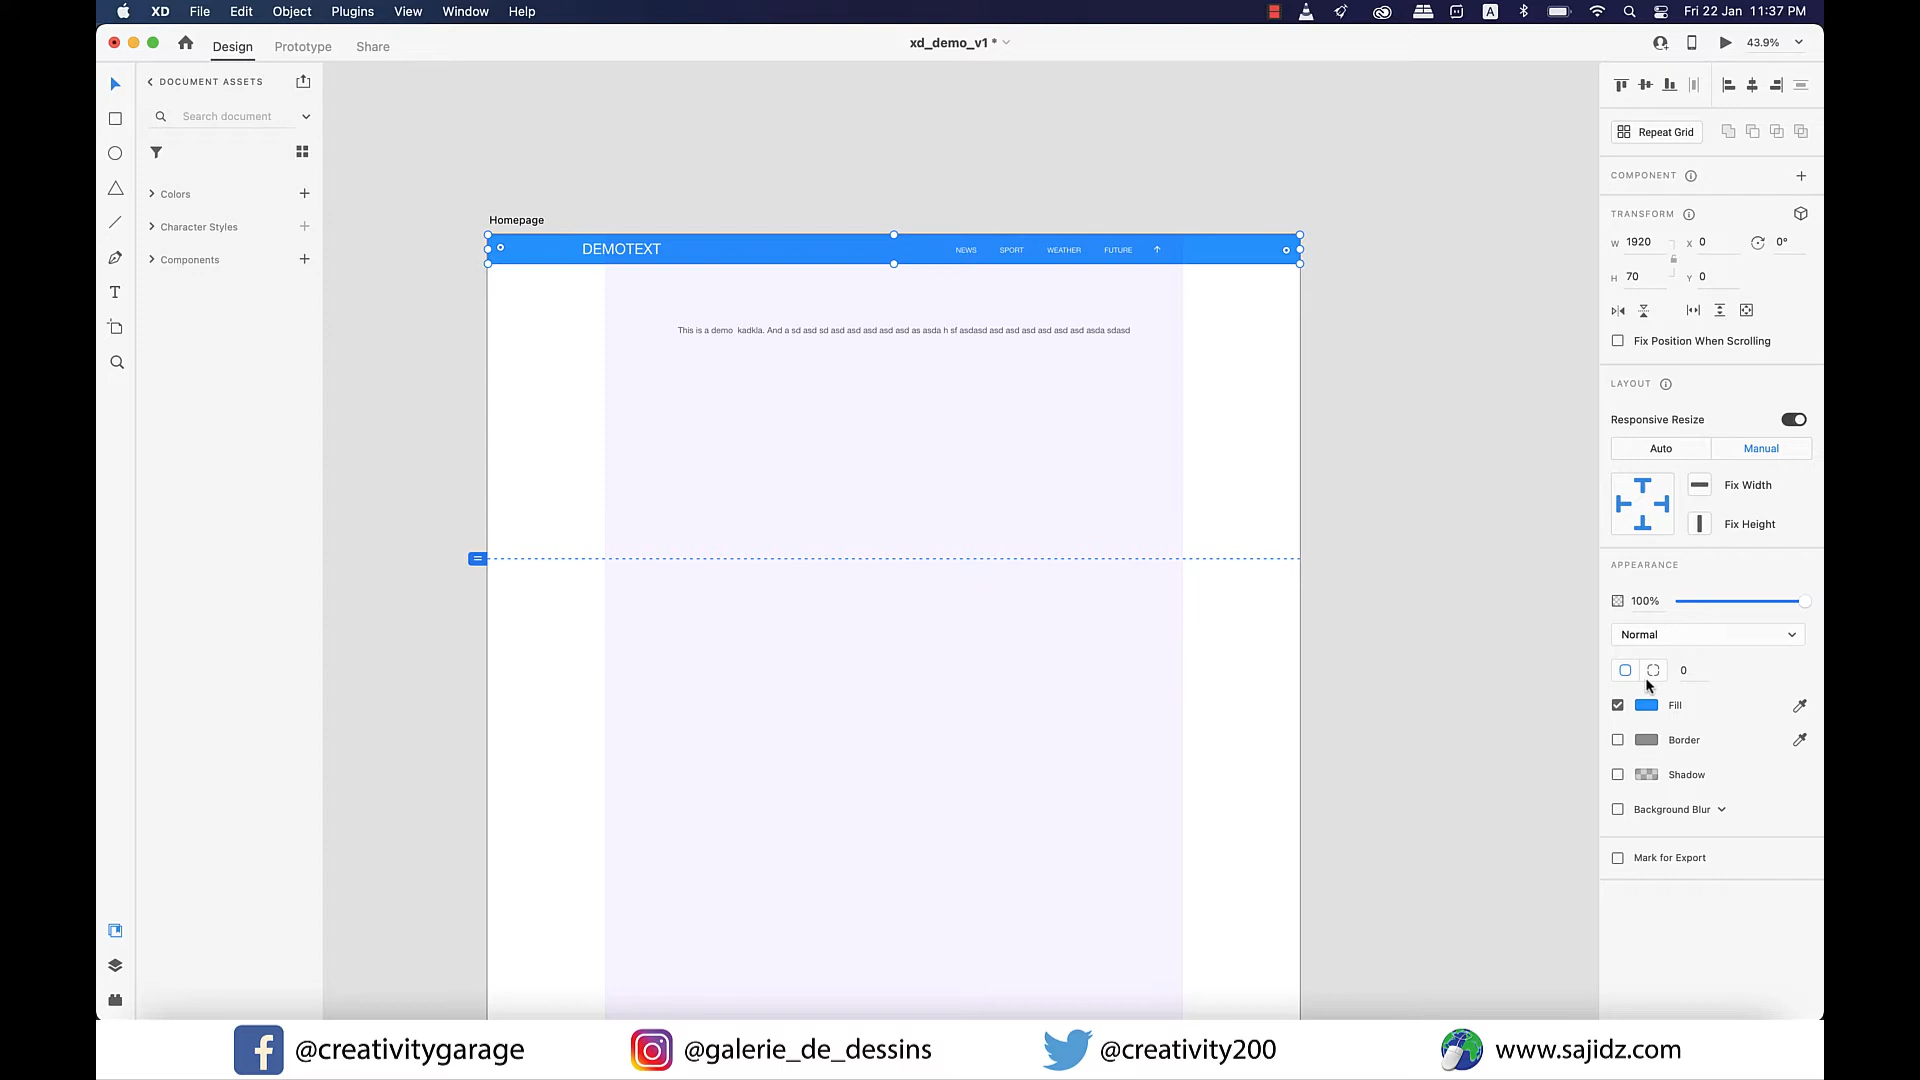 XD File Edit Object Plugins View Window Help
A Fri 22 Jan 11:37 PM
Design Prototype Share
xd_demo_v1 *
43.9%
DOCUMENT ASSETS
Search document
Colors
Character Styles
Components
T
Homepage
DEMOTEXT NEWS SPORT WEATHER FUTURE
This is a demo kadkla. And a sd asd sd asd asd asd asd asd as asda h sf asdasd asd asd asd asd asd asd asda sdasd
Repeat Grid
COMPONENT
TRANSFORM
W 1920 X 0 0°
H 70 Y 0
Fix Position When Scrolling
LAYOUT
Responsive Resize
Auto Manual
Fix Width
Fix Height
APPEARANCE
100%
Normal
0
Fill
Border
Shadow
Background Blur
Mark for Export
f @creativitygarage @galerie_de_dessins @creativity200 www.sajidz.com